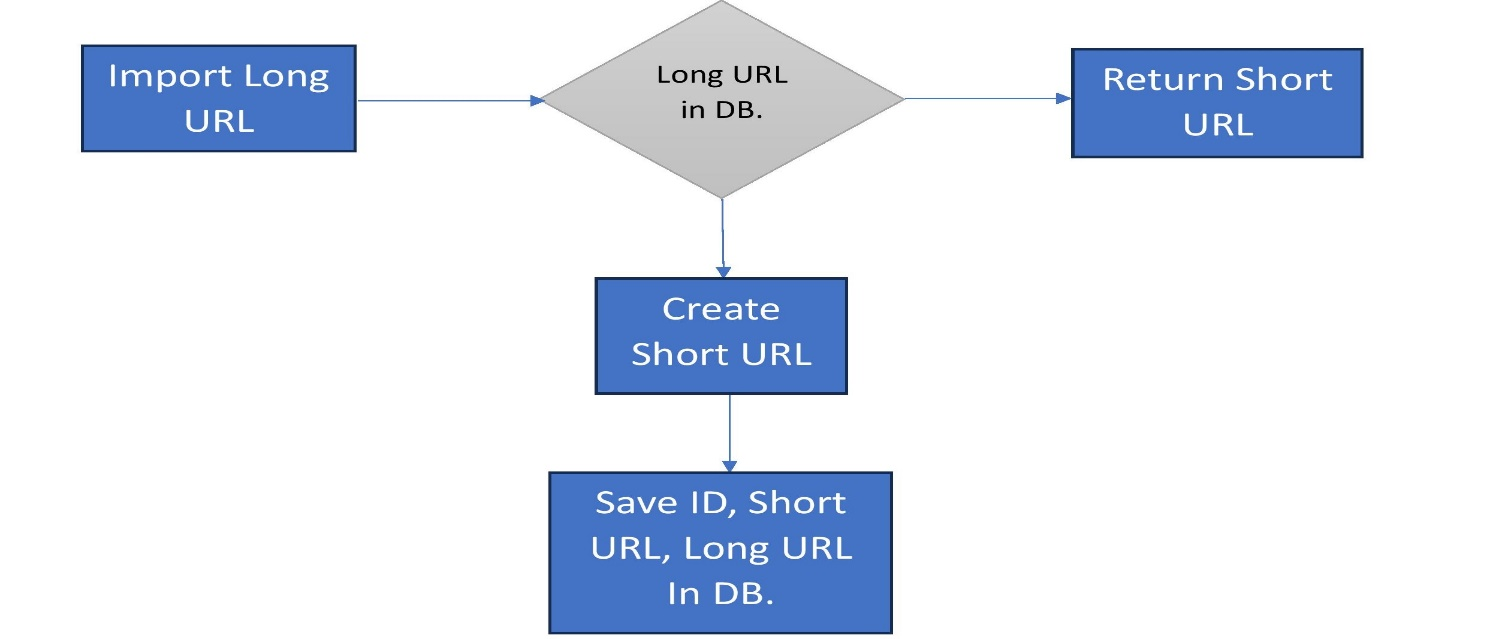 Import Long
URL
Long URL
in DB.
Return Short
URL
Create
Short URL
Save ID, Short
URL, Long URL
In DB.